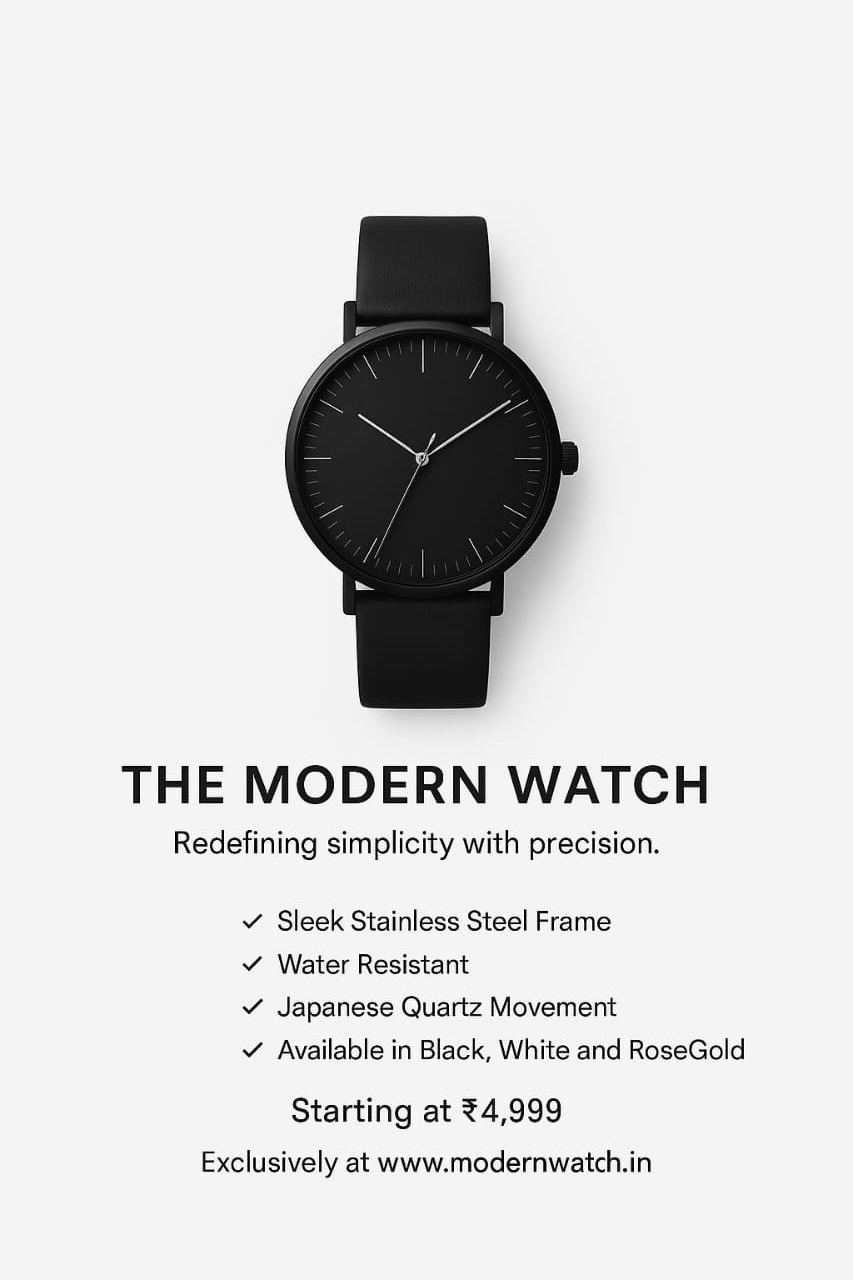 THE MODERN WATCH
Redefining simplicity with precision.
✓ Sleek Stainless Steel Frame
✓ Water Resistant
✓ Japanese Quartz Movement
✓ Available in Black, White and RoseGold
Starting at ₹4,999
Exclusively at www.modernwatch.in